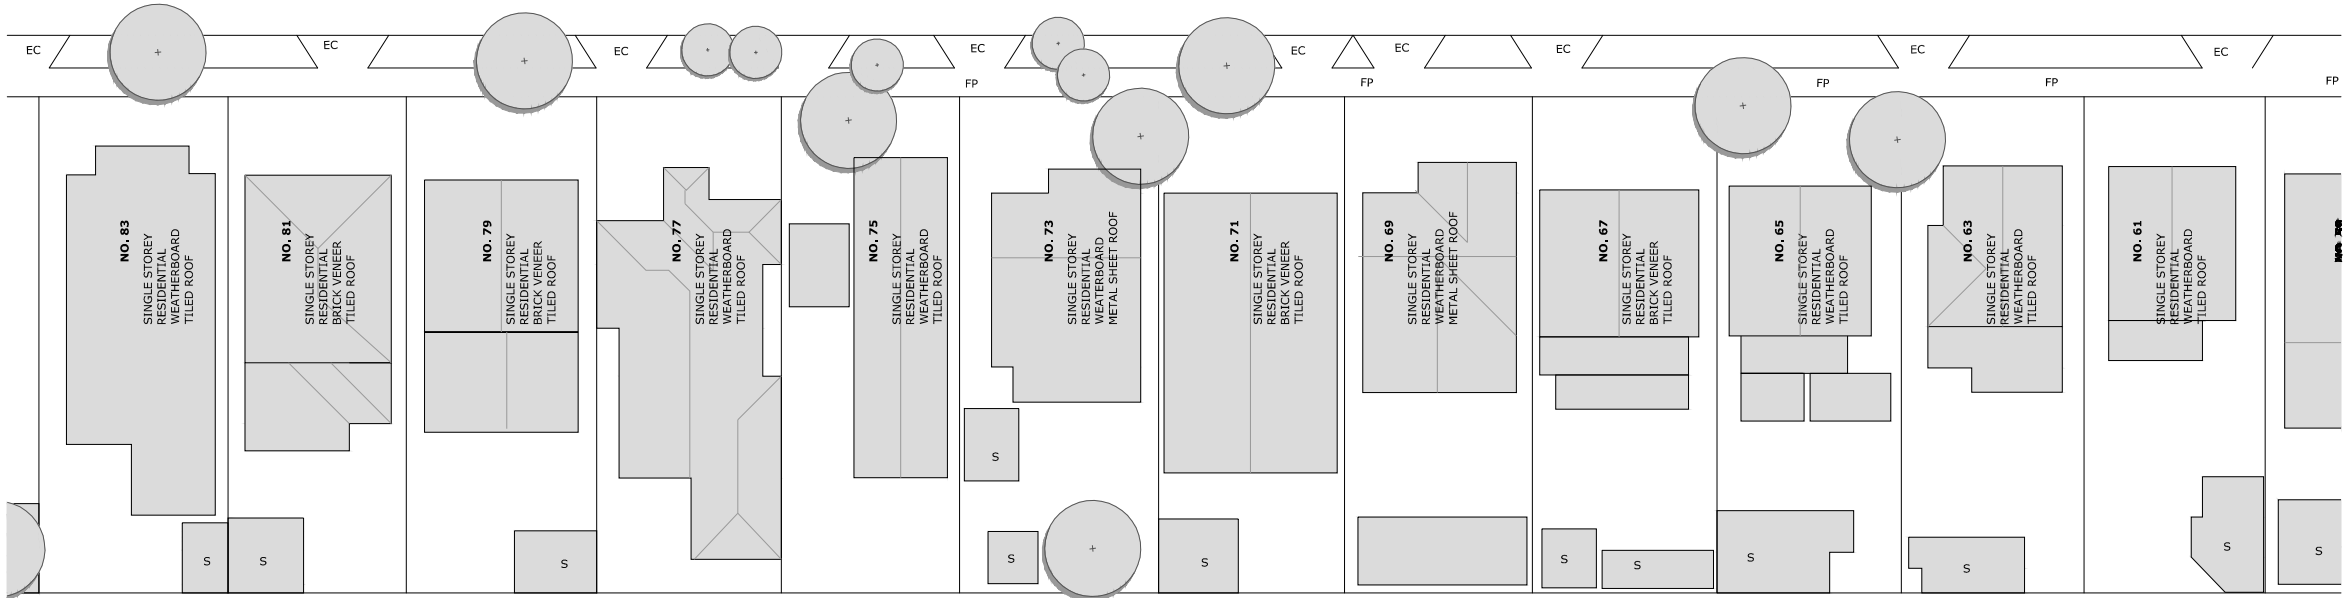 EC
EC
EC
EC
EC
EC
EC
EC
EC
FP
FP
FP
FP
FP
NO. 83
SINGLE STOREY
RESIDENTIAL
WEATHERBOARD
TILED ROOF
NO. 81
SINGLE STOREY
RESIDENTIAL
BRICK VENEER
TILED ROOF
NO. 79
SINGLE STOREY
RESIDENTIAL
BRICK VENEER
TILED ROOF
NO. 77
SINGLE STOREY
RESIDENTIAL
WEATHERBOARD
TILED ROOF
NO. 75
SINGLE STOREY
RESIDENTIAL
WEATHERBOARD
TILED ROOF
NO. 73
SINGLE STOREY
RESIDENTIAL
WEATERBOARD
METAL SHEET ROOF
NO. 71
SINGLE STOREY
RESIDENTIAL
BRICK VENEER
TILED ROOF
NO. 69
SINGLE STOREY
RESIDENTIAL
WEATHERBOARD
METAL SHEET ROOF
NO. 67
SINGLE STOREY
RESIDENTIAL
BRICK VENEER
TILED ROOF
NO. 65
SINGLE STOREY
RESIDENTIAL
WEATHERBOARD
TILED ROOF
NO. 63
SINGLE STOREY
RESIDENTIAL
WEATHERBOARD
TILED ROOF
NO. 61
SINGLE STOREY
RESIDENTIAL
WEATHERBOARD
TILED ROOF
S
S
S
S
S
S
S
S
S
S
S
S